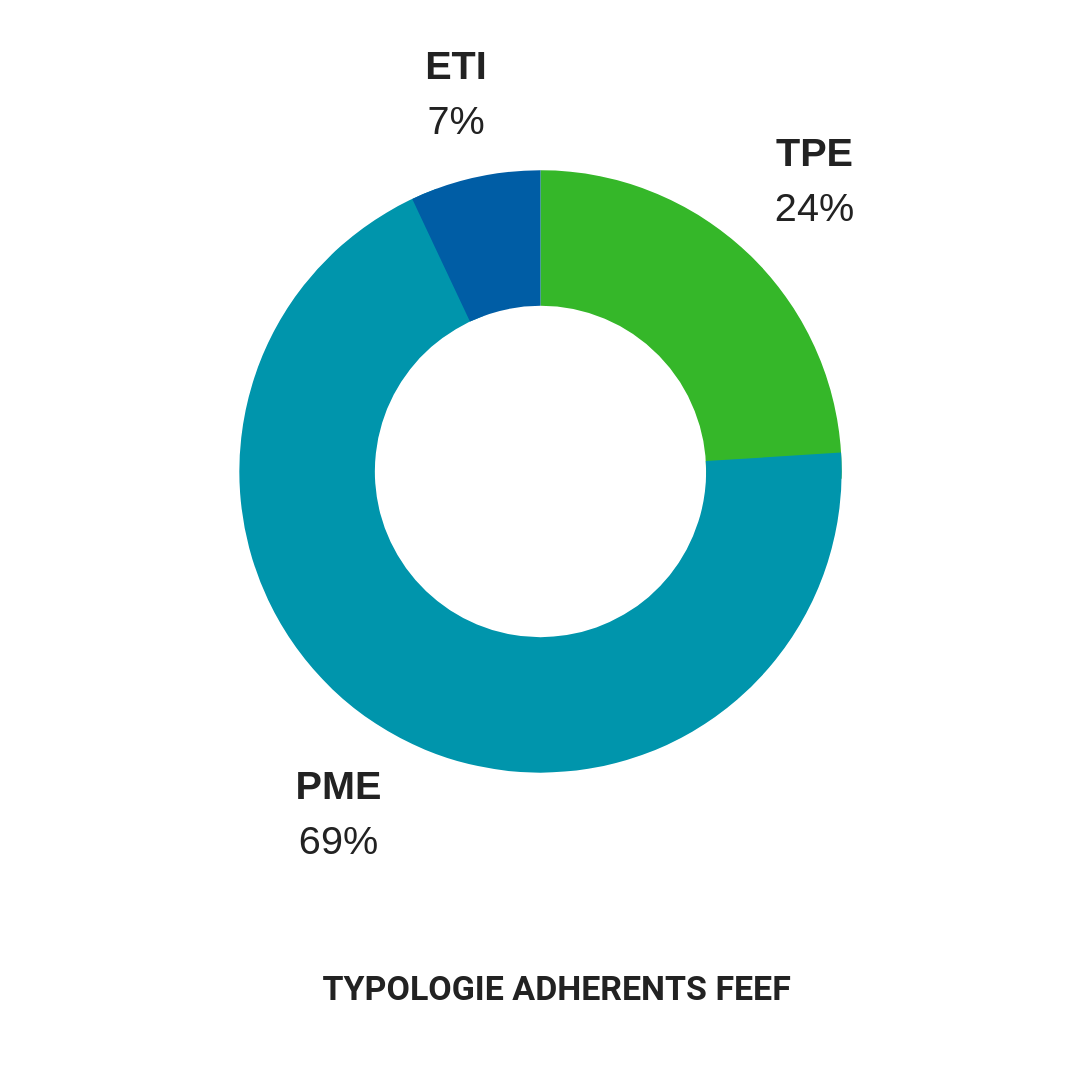 ETI
7%
TPE
24%
PME
69%
TYPOLOGIE ADHERENTS FEEF